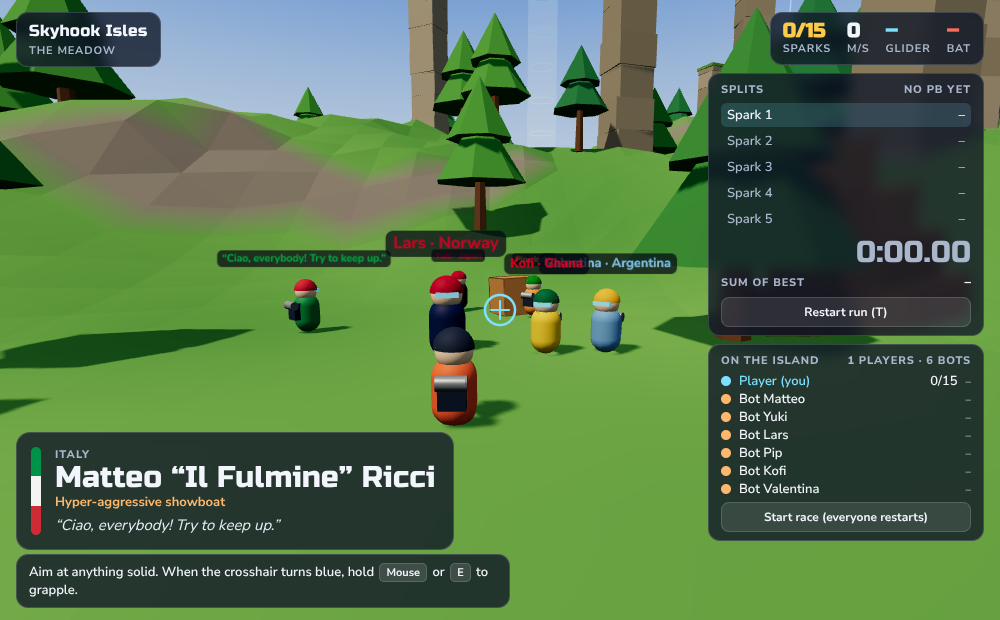 Skyhook Isles
THE MEADOW
0/15 0 – –
SPARKS M/S GLIDER BAT
SPLITS NO PB YET
Spark 1 –
Spark 2 –
Spark 3 –
Spark 4 –
Spark 5 –
0:00.00
SUM OF BEST –
Restart run (T)
ON THE ISLAND 1 PLAYERS · 6 BOTS
Player (you) 0/15 –
Bot Matteo –
Bot Yuki –
Bot Lars –
Bot Pip –
Bot Kofi –
Bot Valentina –
Start race (everyone restarts)
Lars · Norway
“Ciao, everybody! Try to keep up.”
Kofi · Ghana
· Argentina
ITALY
Matteo “Il Fulmine” Ricci
Hyper-aggressive showboat
“Ciao, everybody! Try to keep up.”
Aim at anything solid. When the crosshair turns blue, hold Mouse or E to
grapple.